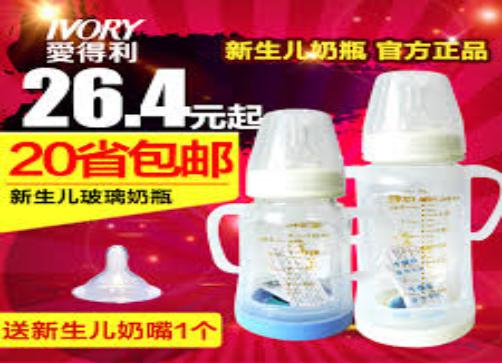 IVORY
愛得利
新生儿奶瓶 官方正品
26.4元起
20省包邮
新生儿玻璃奶瓶
送新生儿奶嘴1个